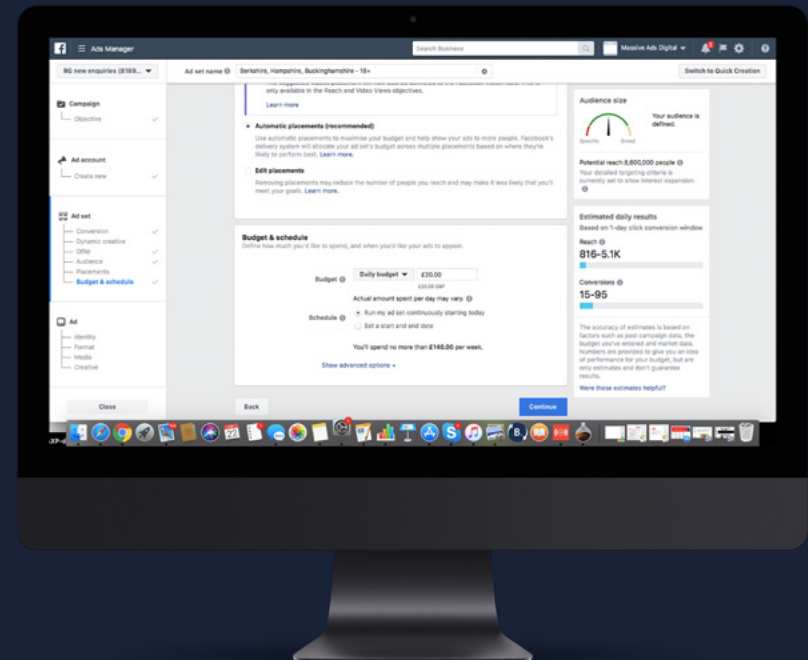 Ads Manager
Search Business
Massive Ads Digital
RG new enquiries (8189...
Ad set name
Berkshire, Hampshire, Buckinghamshire - 18+
Switch to Quick Creation
Campaign
Objective
Ad account
Create new
Ad set
Conversion
Dynamic creative
Offer
Audience
Placements
Budget & schedule
Ad
Identity
Format
Media
Creative
Close
only available in the Reach and Video Views objectives.
Learn more
Automatic placements (recommended)
Use automatic placements to maximise your budget and help show your ads to more people. Facebook's
delivery system will allocate your ad set's budget across multiple placements based on where they're
likely to perform best. Learn more.
Edit placements
Removing placements may reduce the number of people you reach and may make it less likely that you'll
meet your goals. Learn more.
Budget & schedule
Define how much you'd like to spend, and when you'd like your ads to appear.
Budget
Daily budget
£20.00
£20.00 GBP
Actual amount spent per day may vary.
Schedule
Run my ad set continuously starting today
Set a start and end date
You'll spend no more than £140.00 per week.
Show advanced options
Back
Continue
Audience size
Your audience is
defined.
Specific
Broad
Potential reach:8,600,000 people
Your detailed targeting criteria is
currently set to allow interest expansion.
Estimated daily results
Based on 1-day click conversion window
Reach
816-5.1K
Conversions
15-95
The accuracy of estimates is based on
factors such as past campaign data, the
budget you've entered and market data.
Numbers are provided to give you an idea
of performance for your budget, but are
only estimates and don't guarantee
results.
Were these estimates helpful?
22